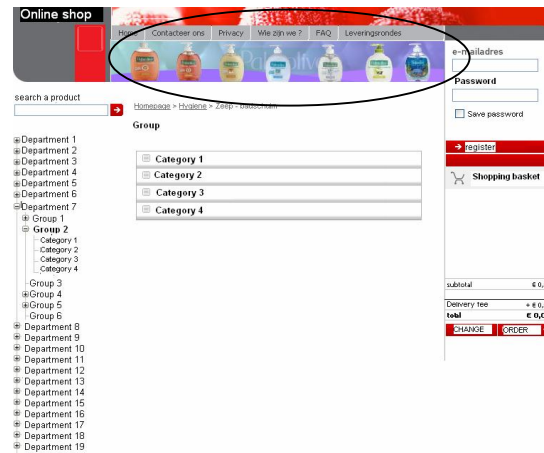 Online shop
Home Contacteer ons Privacy Wie zijn we ? FAQ Leveringsrondes
Palmolive
e-mailadres
Password
Save password
search a product
Homepage > Hygiene > Zeep - badschuim
Group
register
Shopping basket
Department 1
Department 2
Department 3
Department 4
Department 5
Department 6
Department 7
Group 1
Group 2
Category 1
Category 2
Category 3
Category 4
Group 3
Group 4
Group 5
Group 6
Department 8
Department 9
Department 10
Department 11
Department 12
Department 13
Department 14
Department 15
Department 16
Department 17
Department 18
Department 19
Category 1
Category 2
Category 3
Category 4
subtotal € 0,
Delivery fee + € 0,
total € 0,0
CHANGE ORDER